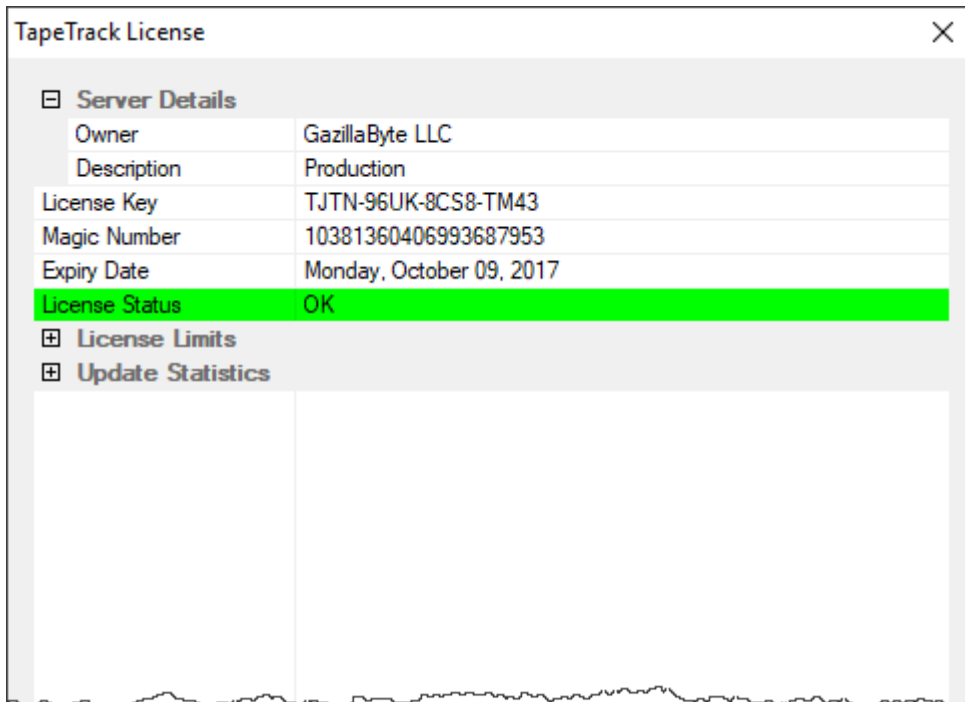 TapeTrack License
Server Details
Owner GazillaByte LLC
Description Production
License Key TJTN-96UK-8CS8-TM43
Magic Number 10381360406993687953
Expiry Date Monday, October 09, 2017
License Status OK
License Limits
Update Statistics